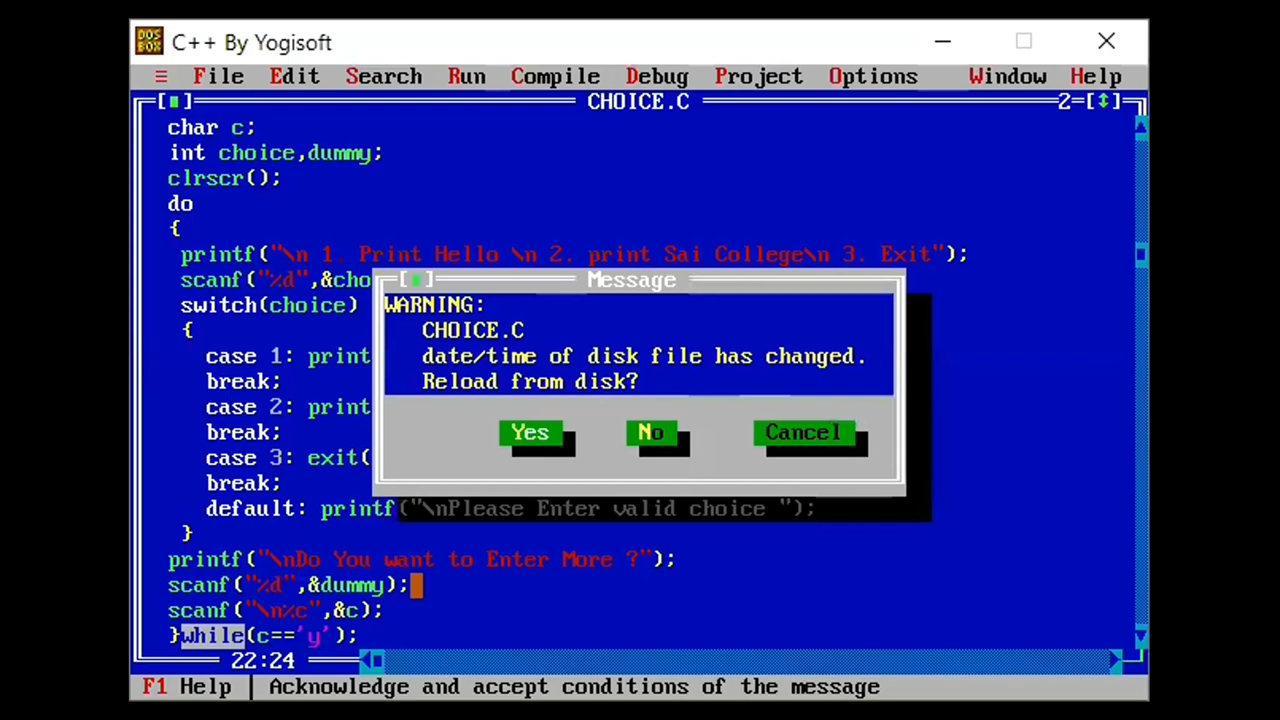 DOS BOX C++ By Yogisoft
≡ File Edit Search Run Compile Debug Project Options Window Help
CHOICE.C 2
char c;
int choice,dummy;
clrscr();
do
{
printf("\n 1. Print Hello \n 2. print Sai College\n 3. Exit");
scanf("%d",&cho
switch(choice)
{
case 1: print
break;
case 2: print
break;
case 3: exit(
break;
default: printf("\nPlease Enter valid choice ");
}
printf("\nDo You want to Enter More ?");
scanf("%d",&dummy);
scanf("\n%c",&c);
}while(c=='y');
22:24
Message
WARNING:
CHOICE.C
date/time of disk file has changed.
Reload from disk?
Yes No Cancel
F1 Help | Acknowledge and accept conditions of the message